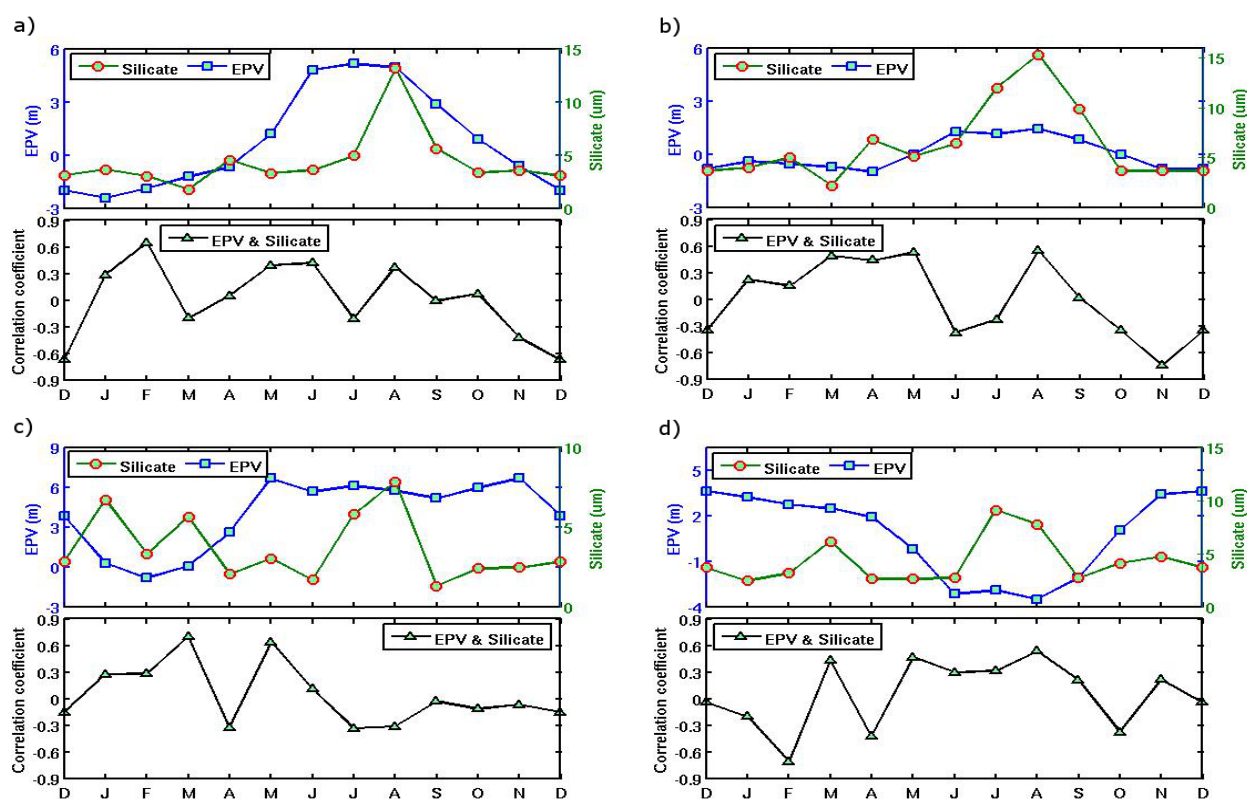 a)
6
3
0
-3
EPV (m)
Silicate
EPV
15
10
5
0
Silicate (um)
0.9
0.6
0.3
0
-0.3
-0.6
-0.9
Correlation coefficient
EPV & Silicate
D J F M A M J J A S O N D
b)
6
3
0
-3
EPV (m)
Silicate
EPV
15
10
5
0
Silicate (um)
0.9
0.6
0.3
0
-0.3
-0.6
-0.9
Correlation coefficient
EPV & Silicate
D J F M A M J J A S O N D
c)
9
6
3
0
-3
EPV (m)
Silicate
EPV
10
5
0
Silicate (um)
0.9
0.6
0.3
0
-0.3
-0.6
-0.9
Correlation coefficient
EPV & Silicate
D J F M A M J J A S O N D
d)
5
2
-1
-4
EPV (m)
Silicate
EPV
15
10
5
0
Silicate (um)
0.9
0.6
0.3
0
-0.3
-0.6
-0.9
Correlation coefficient
EPV & Silicate
D J F M A M J J A S O N D